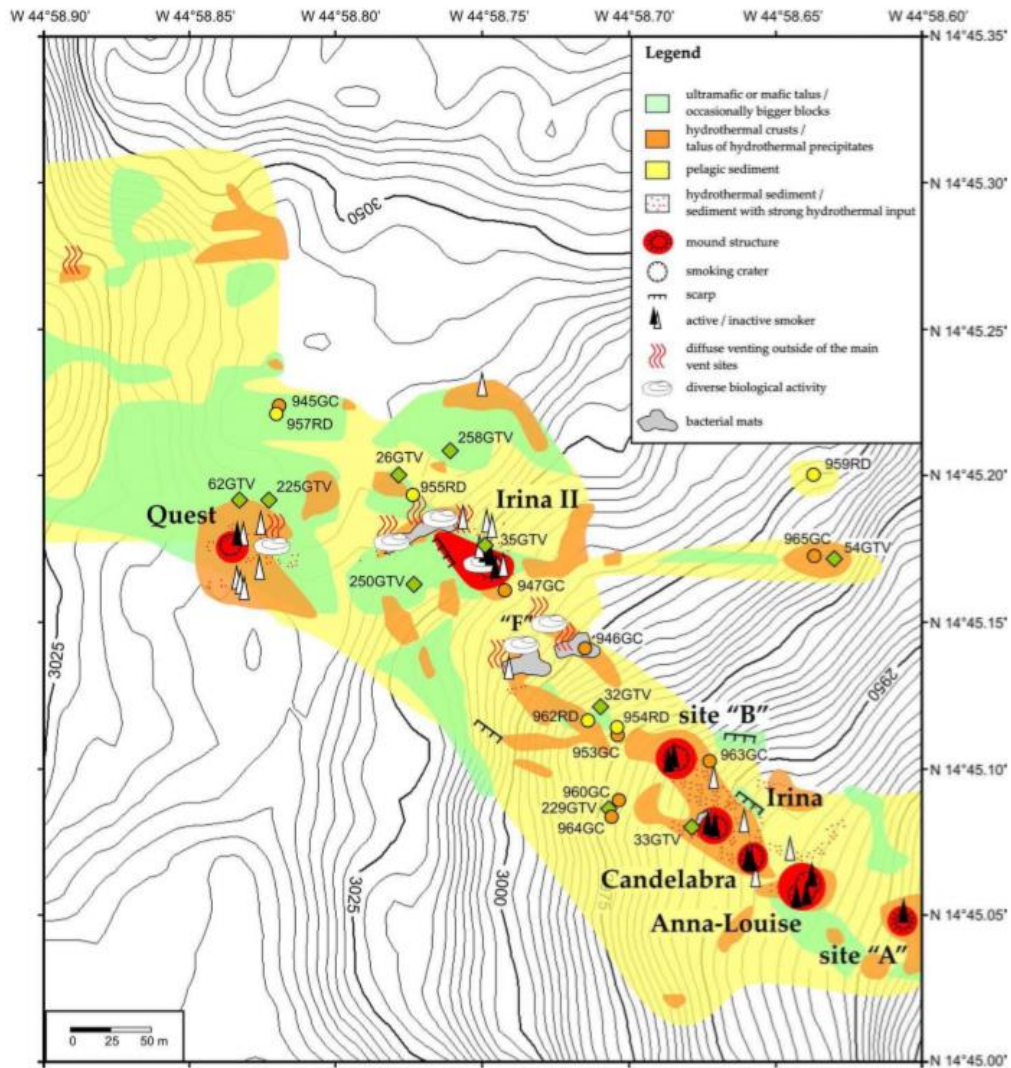 W 44°58.90'
W 44°58.85'
W 44°58.80'
W 44°58.75'
W 44°58.70'
W 44°58.65'
W 44°58.60'
N 14°45.35'
Legend
ultramafic or mafic talus /
occasionally bigger blocks
hydrothermal crusts /
talus of hydrothermal precipitates
pelagic sediment
hydrothermal sediment /
sediment with strong hydrothermal input
mound structure
smoking crater
scarp
active / inactive smoker
diffuse venting outside of the main
vent sites
diverse biological activity
bacterial mats
N 14°45.30'
3050
N 14°45.25'
945GC
957RD
258GTV
26GTV
955RD
959RD
N 14°45.20'
62GTV
225GTV
Quest
Irina II
35GTV
965GC
54GTV
250GTV
947GC
"F"
946GC
N 14°45.15'
3025
2950
32GTV
962RD
954RD
site "B"
953GC
963GC
N 14°45.10'
960GC
229GTV
964GC
33GTV
Irina
Candelabra
3000
3025
2975
Anna-Louise
N 14°45.05'
site "A"
0 25 50 m
N 14°45.00'